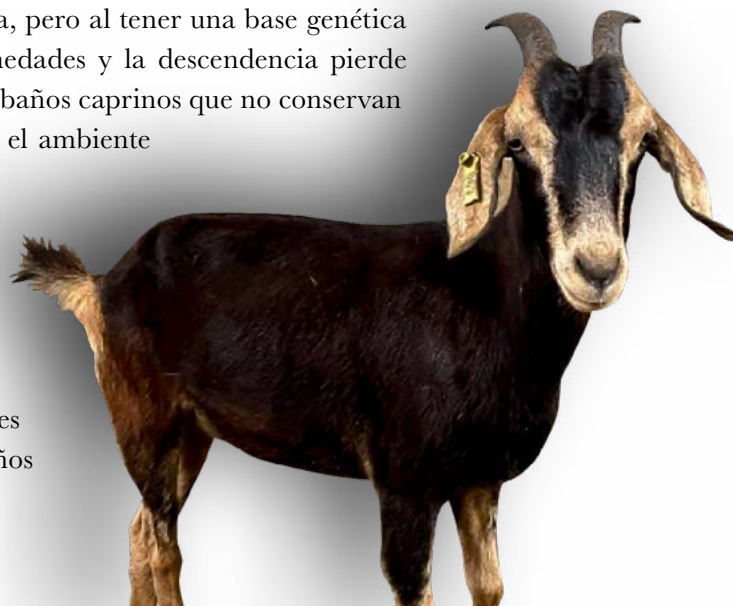 a, pero al tener una base genética
nedades y la descendencia pierde
baños caprinos que no conservan
el ambiente
es
ños